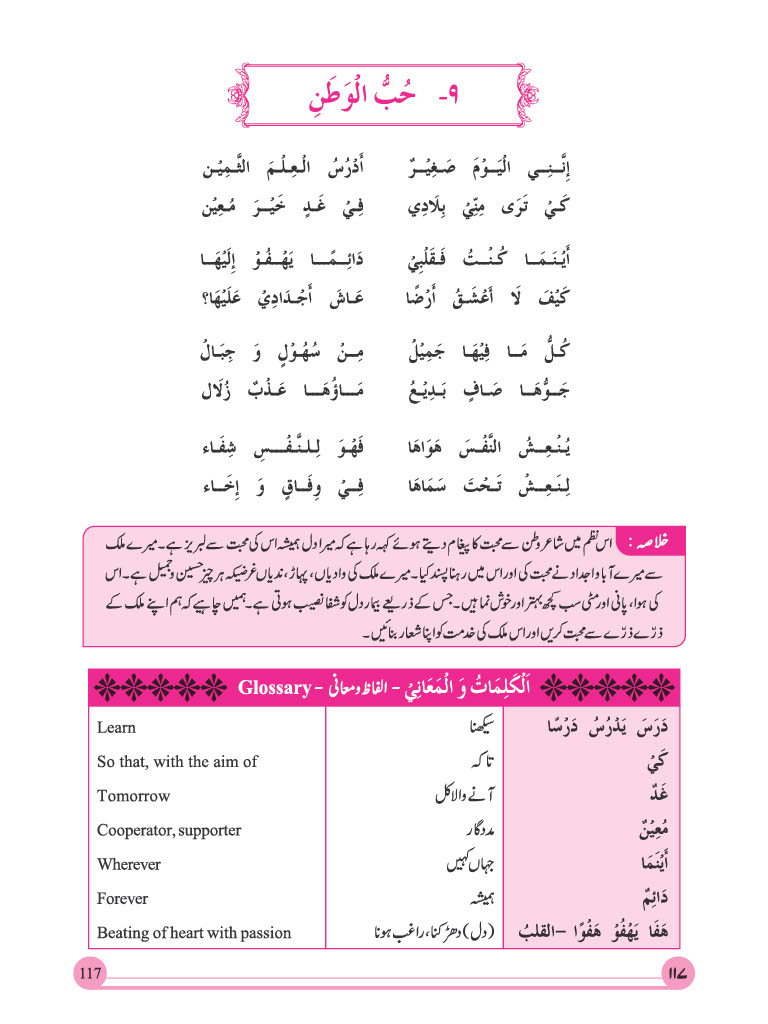 ۹- حُبُّ الْوَطَنِ
إِنَّنِي الْيَوْمَ صَغِيْرٌ أَدْرُسُ الْعِلْمَ الثَّمِيْن
كَيْ تَرَى مِنِّيْ بِلَادِي فِيْ غَدٍ خَيْرَ مُعِيْن
أَيْنَمَا كُنْتُ فَقَلْبِيْ دَائِمًا يَهْفُوْ إِلَيْهَا
كَيْفَ لَا أَعْشَقُ أَرْضًا عَاشَ أَجْدَادِيْ عَلَيْهَا؟
كُلُّ مَا فِيْهَا جَمِيْلُ مِنْ سُهُوْلٍ وَ جِبَالُ
جَوُّهَا صَافٍ بَدِيْعُ مَاؤُهَا عَذْبٌ زُلَال
يُنْعِشُ النَّفْسَ هَوَاهَا فَهْوَ لِلنَّفْسِ شِفَاء
لِنَعِشْ تَحْتَ سَمَاهَا فِيْ وِفَاقٍ وَ إِخَاء
خلاصہ : اس نظم میں شاعر وطن سے محبت کا پیغام دیتے ہوئے کہہ رہا ہے کہ میرا دل ہمیشہ اس کی محبت سے لبریز ہے۔ میرے ملک
سے میرے آبا و اجداد نے محبت کی اور اس میں رہنا پسند کیا۔ میرے ملک کی وادیاں، پہاڑ، ندیاں غرضیکہ ہر چیز حسین و جمیل ہے۔ اس
کی ہوا، پانی اور مٹی سب کچھ بہتر اور خوش نما ہیں۔ جس کے ذریعے بیمار دل کو شفا نصیب ہوتی ہے۔ ہمیں چاہیے کہ ہم اپنے ملک کے
ذرّے ذرّے سے محبت کریں اور اس ملک کی خدمت کو اپنا شعار بنائیں۔
اَلْكَلِمَاتُ وَ الْمَعَانِيْ - الفاظ و معانی - Glossary
دَرَسَ يَدْرُسُ دَرْسًا سیکھنا Learn
كَيْ تاکہ So that, with the aim of
غَدٌ آنے والا کل Tomorrow
مُعِيْنٌ مددگار Cooperator, supporter
أَيْنَمَا جہاں کہیں Wherever
دَائِمٌ ہمیشہ Forever
هَفَا يَهْفُوْ هَفْوًا – القلبُ (دل) دھڑکنا، راغب ہونا Beating of heart with passion
117 ۱۱۷